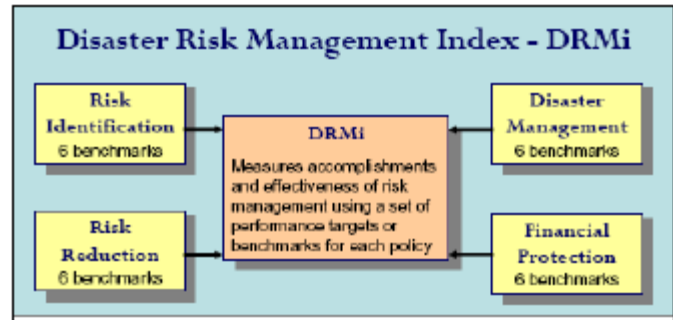 Disaster Risk Management Index - DRMi
Risk
Identification
6 benchmarks
Risk
Reduction
6 benchmarks
DRMi
Measures accomplishments
and effectiveness of risk
management using a set of
performance targets or
benchmarks for each policy
Disaster
Management
6 benchmarks
Financial
Protection
6 benchmarks